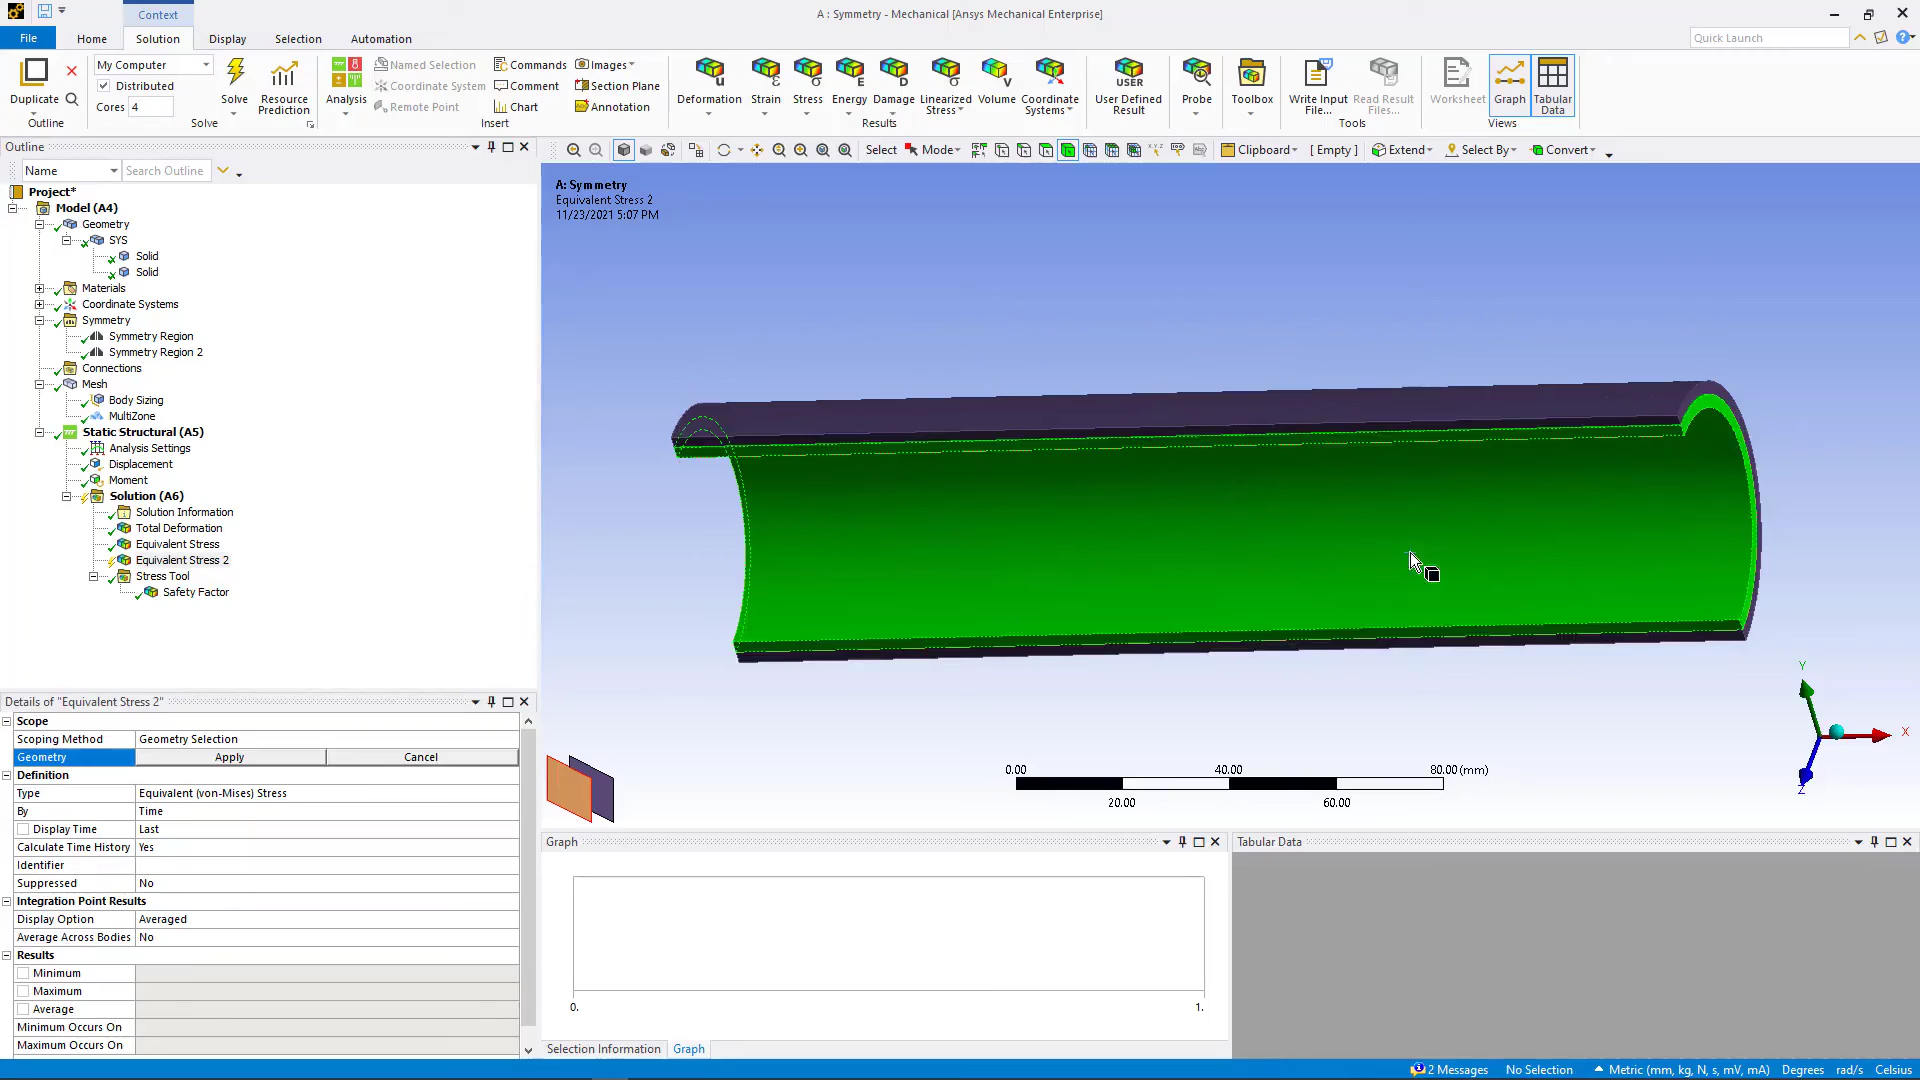 Context
A : Symmetry - Mechanical [Ansys Mechanical Enterprise]
File
Home
Solution
Display
Selection
Automation
Quick Launch
My Computer
Distributed
Cores 4
Duplicate
Outline
Solve
Resource Prediction
Solve
Analysis
Named Selection
Coordinate System
Remote Point
Commands
Comment
Chart
Images
Section Plane
Annotation
Insert
Deformation
Strain
Stress
Energy
Damage
Linearized Stress
Volume
Coordinate Systems
Results
USER
User Defined Result
Probe
Toolbox
Write Input File...
Read Result Files...
Tools
Worksheet
Graph
Tabular Data
Views
Outline
Name
Search Outline
Select
Mode
Clipboard
[ Empty ]
Extend
Select By
Convert
Project*
Model (A4)
Geometry
SYS
Solid
Solid
Materials
Coordinate Systems
Symmetry
Symmetry Region
Symmetry Region 2
Connections
Mesh
Body Sizing
MultiZone
Static Structural (A5)
Analysis Settings
Displacement
Moment
Solution (A6)
Solution Information
Total Deformation
Equivalent Stress
Equivalent Stress 2
Stress Tool
Safety Factor
A: Symmetry
Equivalent Stress 2
11/23/2021 5:07 PM
Y
X
Z
0.00 40.00 80.00 (mm)
20.00 60.00
Details of "Equivalent Stress 2"
Scope
Scoping Method Geometry Selection
Geometry Apply Cancel
Definition
Type Equivalent (von-Mises) Stress
By Time
Display Time Last
Calculate Time History Yes
Identifier
Suppressed No
Integration Point Results
Display Option Averaged
Average Across Bodies No
Results
Minimum
Maximum
Average
Minimum Occurs On
Maximum Occurs On
Graph
0. 1.
Selection Information
Graph
Tabular Data
2 Messages
No Selection
Metric (mm, kg, N, s, mV, mA)
Degrees
rad/s
Celsius